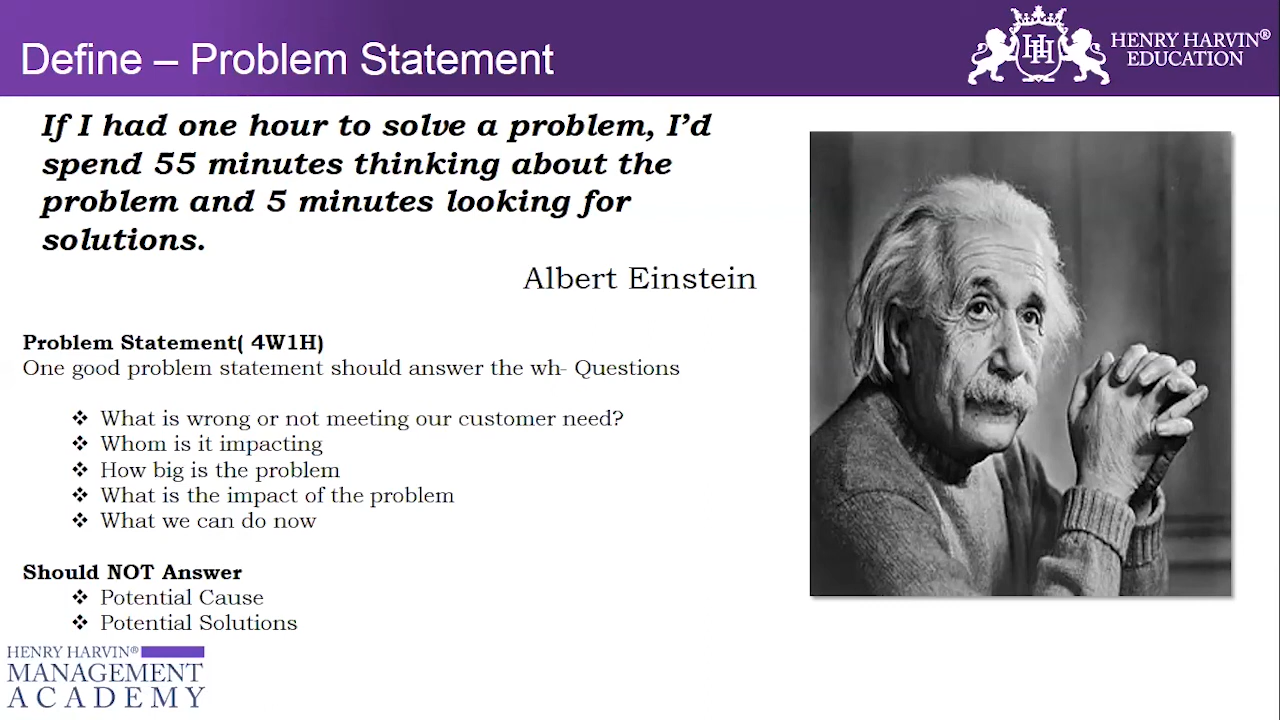 Define – Problem Statement
HENRY HARVIN®
EDUCATION
If I had one hour to solve a problem, I’d
spend 55 minutes thinking about the
problem and 5 minutes looking for
solutions.
Albert Einstein
Problem Statement( 4W1H)
One good problem statement should answer the wh- Questions
❖ What is wrong or not meeting our customer need?
❖ Whom is it impacting
❖ How big is the problem
❖ What is the impact of the problem
❖ What we can do now
Should NOT Answer
❖ Potential Cause
❖ Potential Solutions
HENRY HARVIN®
MANAGEMENT
ACADEMY